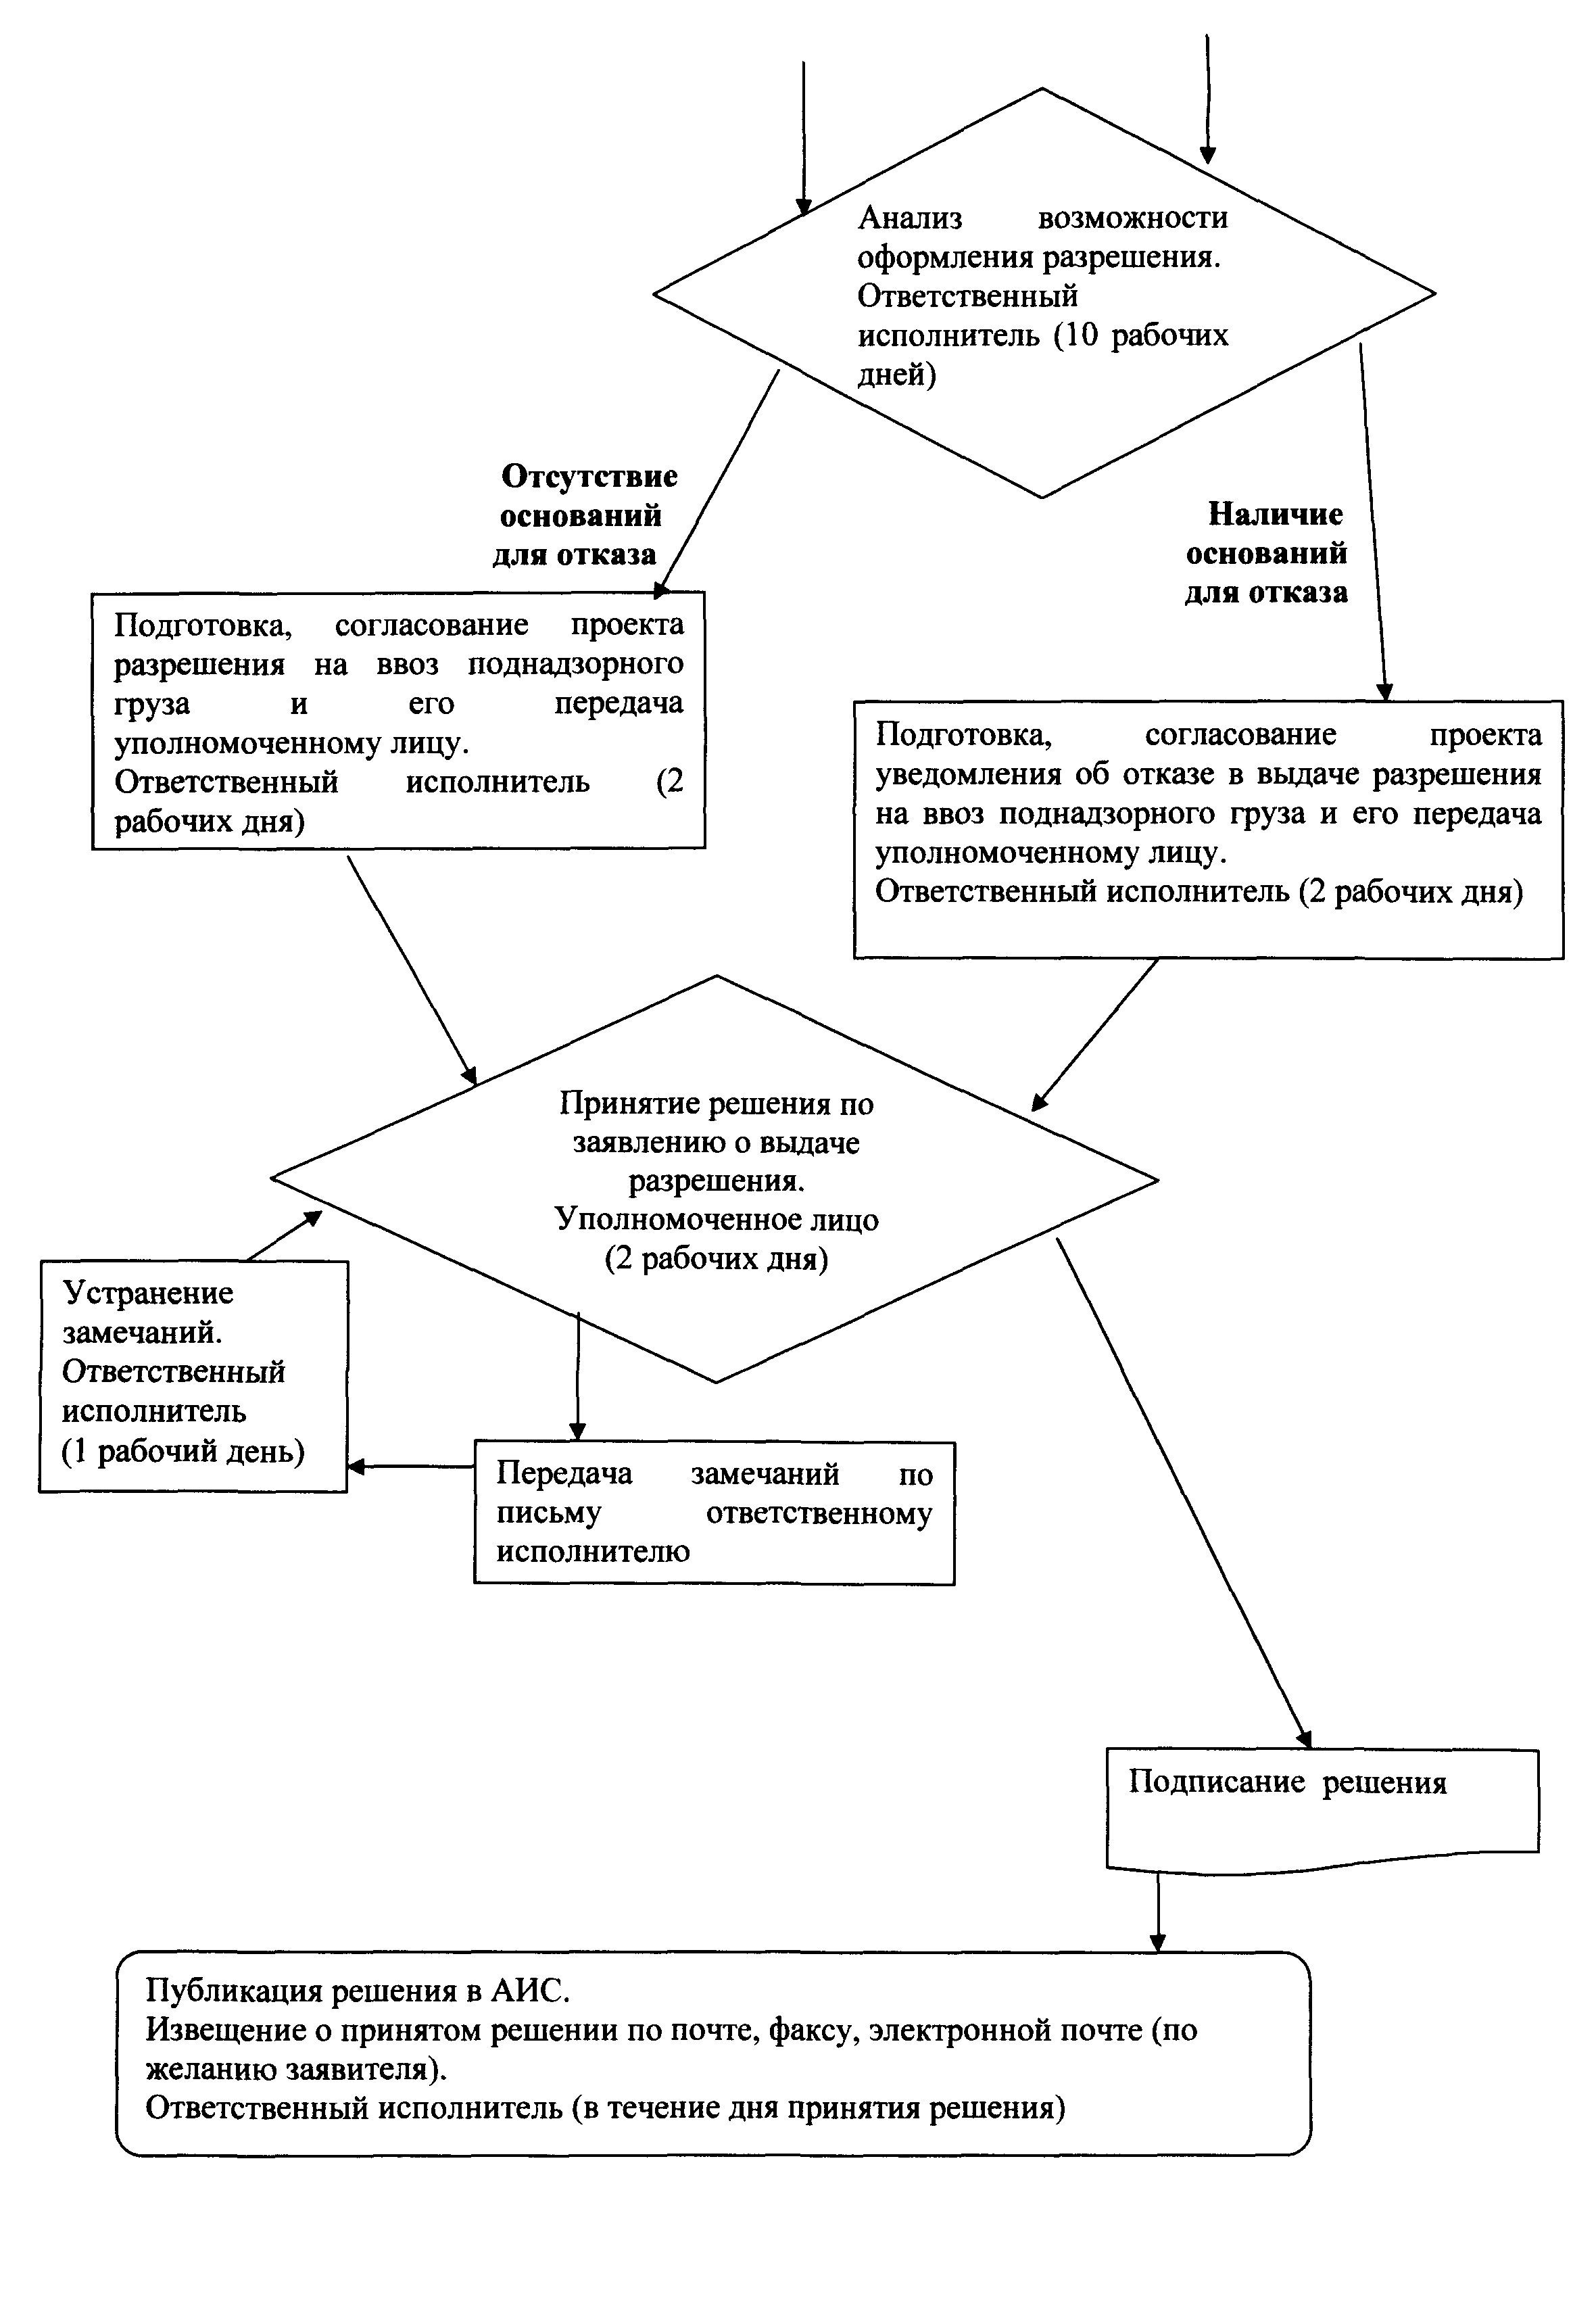 Анализ возможности
оформления разрешения.
Ответственный
исполнитель (10 рабочих
дней)
Отсутствие
оснований
для отказа
Наличие
оснований
для отказа
Подготовка, согласование проекта
разрешения на ввоз поднадзорного
груза и его передача
уполномоченному лицу.
Ответственный исполнитель (2
рабочих дня)
Подготовка, согласование проекта
уведомления об отказе в выдаче разрешения
на ввоз поднадзорного груза и его передача
уполномоченному лицу.
Ответственный исполнитель (2 рабочих дня)
Принятие решения по
заявлению о выдаче
разрешения.
Уполномоченное лицо
(2 рабочих дня)
Устранение
замечаний.
Ответственный
исполнитель
(1 рабочий день)
Передача замечаний по
письму ответственному
исполнителю
Подписание решения
Публикация решения в АИС.
Извещение о принятом решении по почте, факсу, электронной почте (по
желанию заявителя).
Ответственный исполнитель (в течение дня принятия решения)